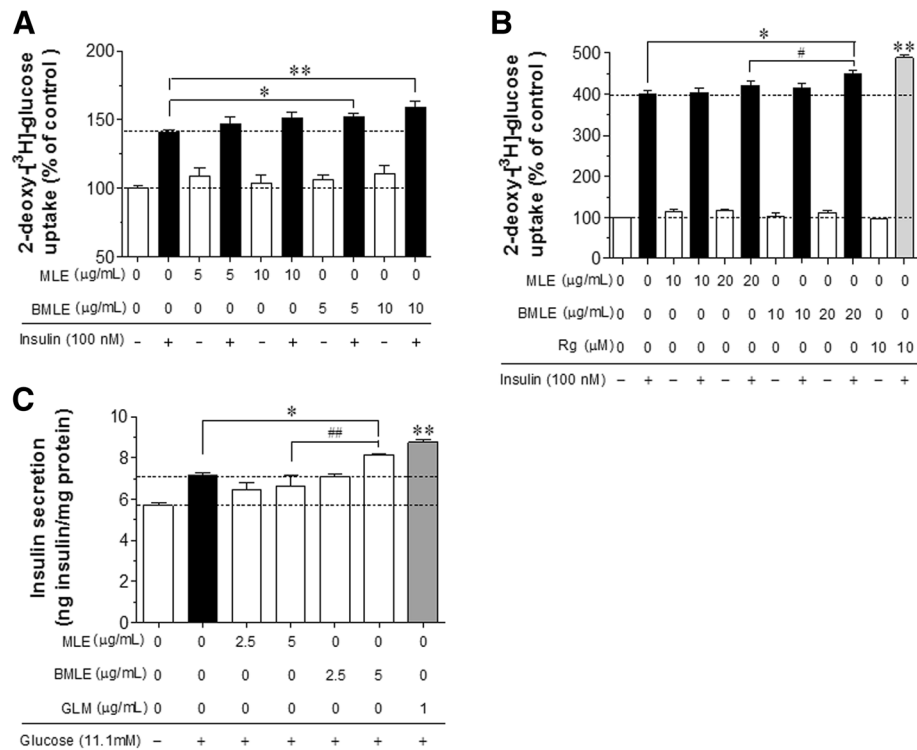 A
2-deoxy-[³H]-glucose
uptake (% of control )
200
150
100
50
**
*
MLE (µg/mL) 0 0 5 5 10 10 0 0 0 0
BMLE (µg/mL) 0 0 0 0 0 0 5 5 10 10
Insulin (100 nM) − + − + − + − + − +
B
2-deoxy-[³H]-glucose
uptake (% of control )
500
400
300
200
100
0
*
#
**
MLE (µg/mL) 0 0 10 10 20 20 0 0 0 0 0 0
BMLE (µg/mL) 0 0 0 0 0 0 10 10 20 20 0 0
Rg (µM) 0 0 0 0 0 0 0 0 0 0 10 10
Insulin (100 nM) − + − + − + − + − + − +
C
Insulin secretion
(ng insulin/mg protein)
10
8
6
4
2
0
*
##
**
MLE (µg/mL) 0 0 2.5 5 0 0 0
BMLE (µg/mL) 0 0 0 0 2.5 5 0
GLM (µg/mL) 0 0 0 0 0 0 1
Glucose (11.1mM) − + + + + + +